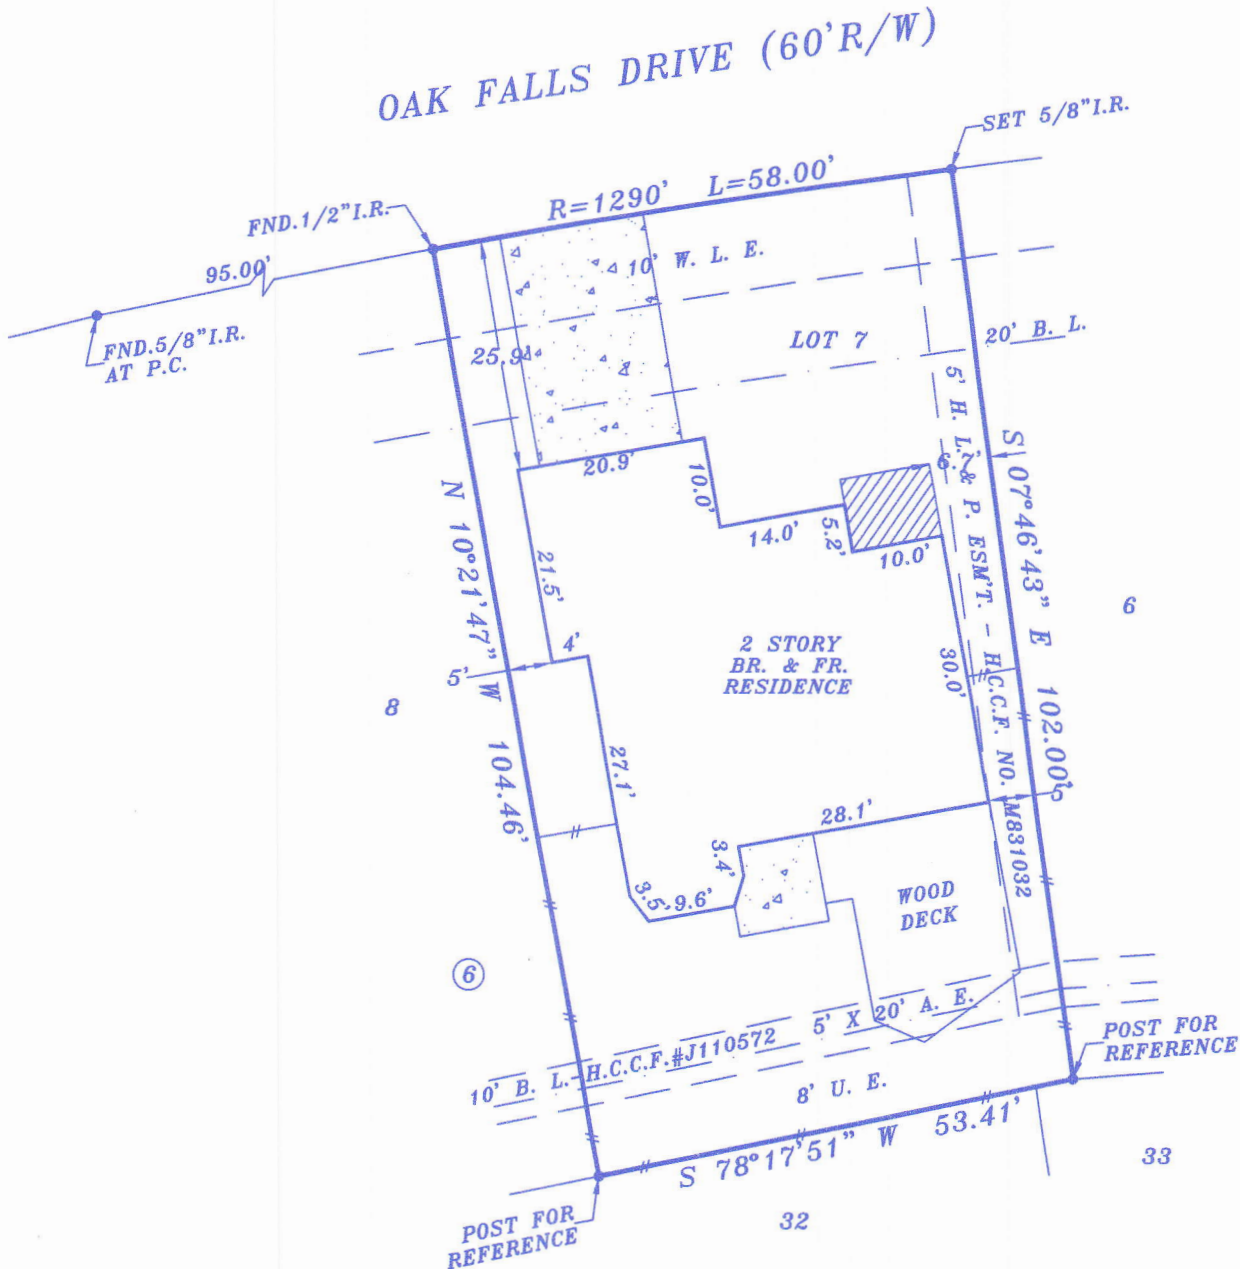 OAK FALLS DRIVE (60'R/W)
SET 5/8"I.R.
R=1290' L=58.00'
FND.1/2"I.R.
95.00'
FND.5/8"I.R.
AT P.C.
10' W. L. E.
LOT 7
20' B. L.
25.9'
20.9'
10.0'
14.0'
5.2'
10.0'
6.7'
5' H. L. & P. ESM'T. - H.C.C.F. NO. M831032
S 07°46'43" E 102.00'
N 10°21'47" W 104.46'
21.5'
4'
5'
2 STORY
BR. & FR.
RESIDENCE
30.0'
6
8
27.1'
28.1'
5'
3.4'
3.5'
9.6'
WOOD
DECK
6
10' B. L.-H.C.C.F.#J110572 5' X 20' A. E.
8' U. E.
POST FOR
REFERENCE
S 78°17'51" W 53.41'
33
32
POST FOR
REFERENCE